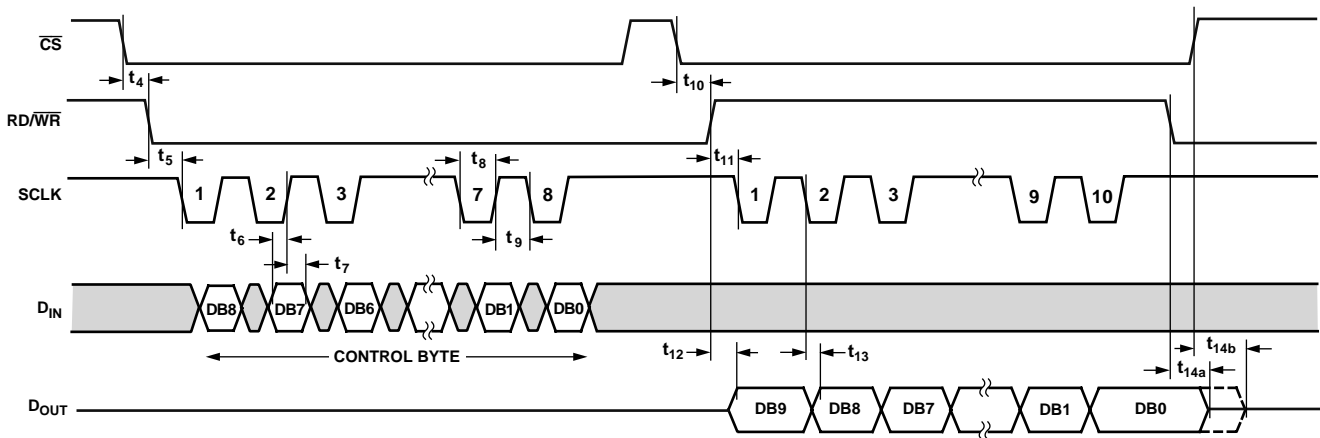 CS
t4
t10
RD/WR
t5
t8
t11
SCLK
1 2 3 7 8 1 2 3 9 10
t6
t9
t7
DIN
DB8 DB7 DB6 DB1 DB0
CONTROL BYTE
t12
t13
t14b
t14a
DOUT
DB9 DB8 DB7 DB1 DB0